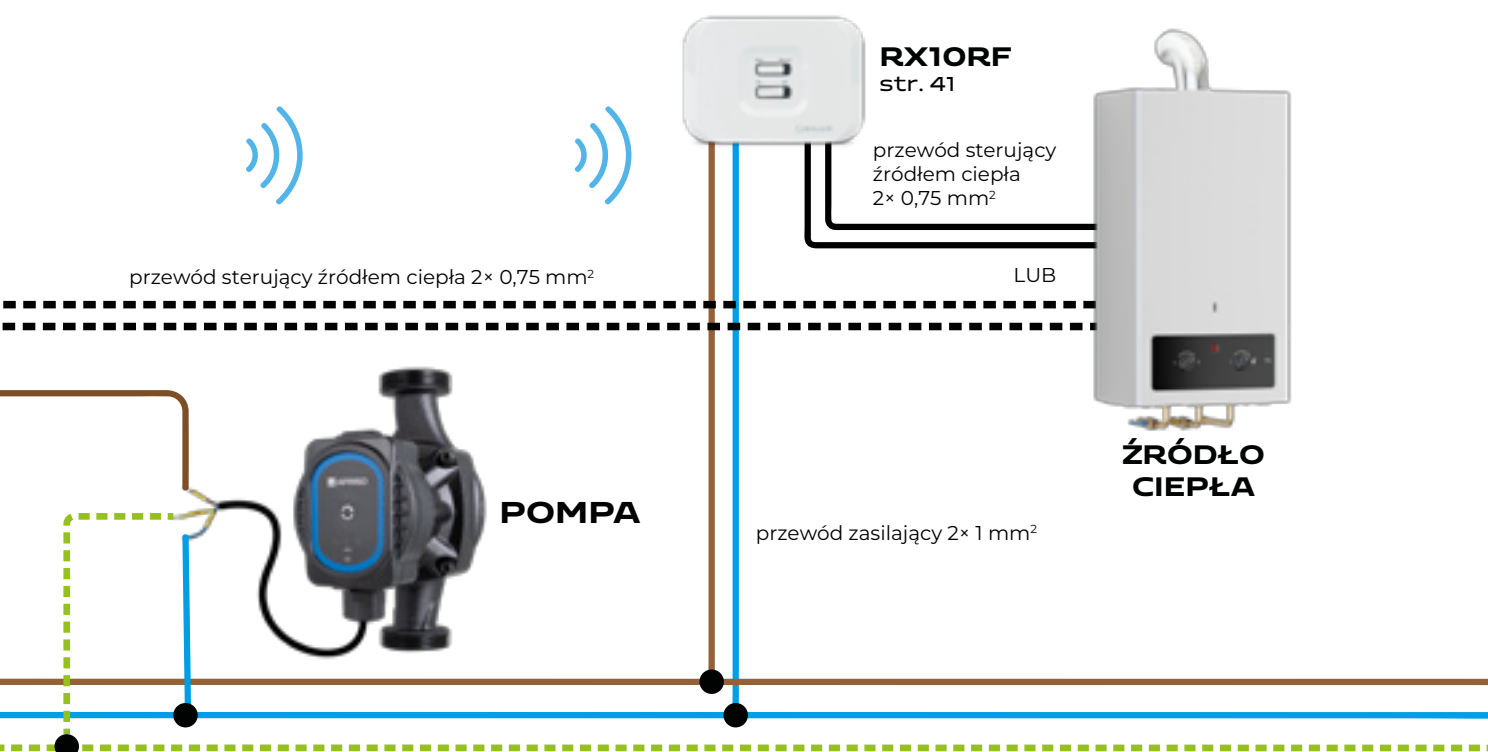 RX10RF
str. 41
przewód sterujący
źródłem ciepła
2× 0,75 mm²
przewód sterujący źródłem ciepła 2× 0,75 mm²
LUB
ŹRÓDŁO
CIEPŁA
POMPA
przewód zasilający 2× 1 mm²